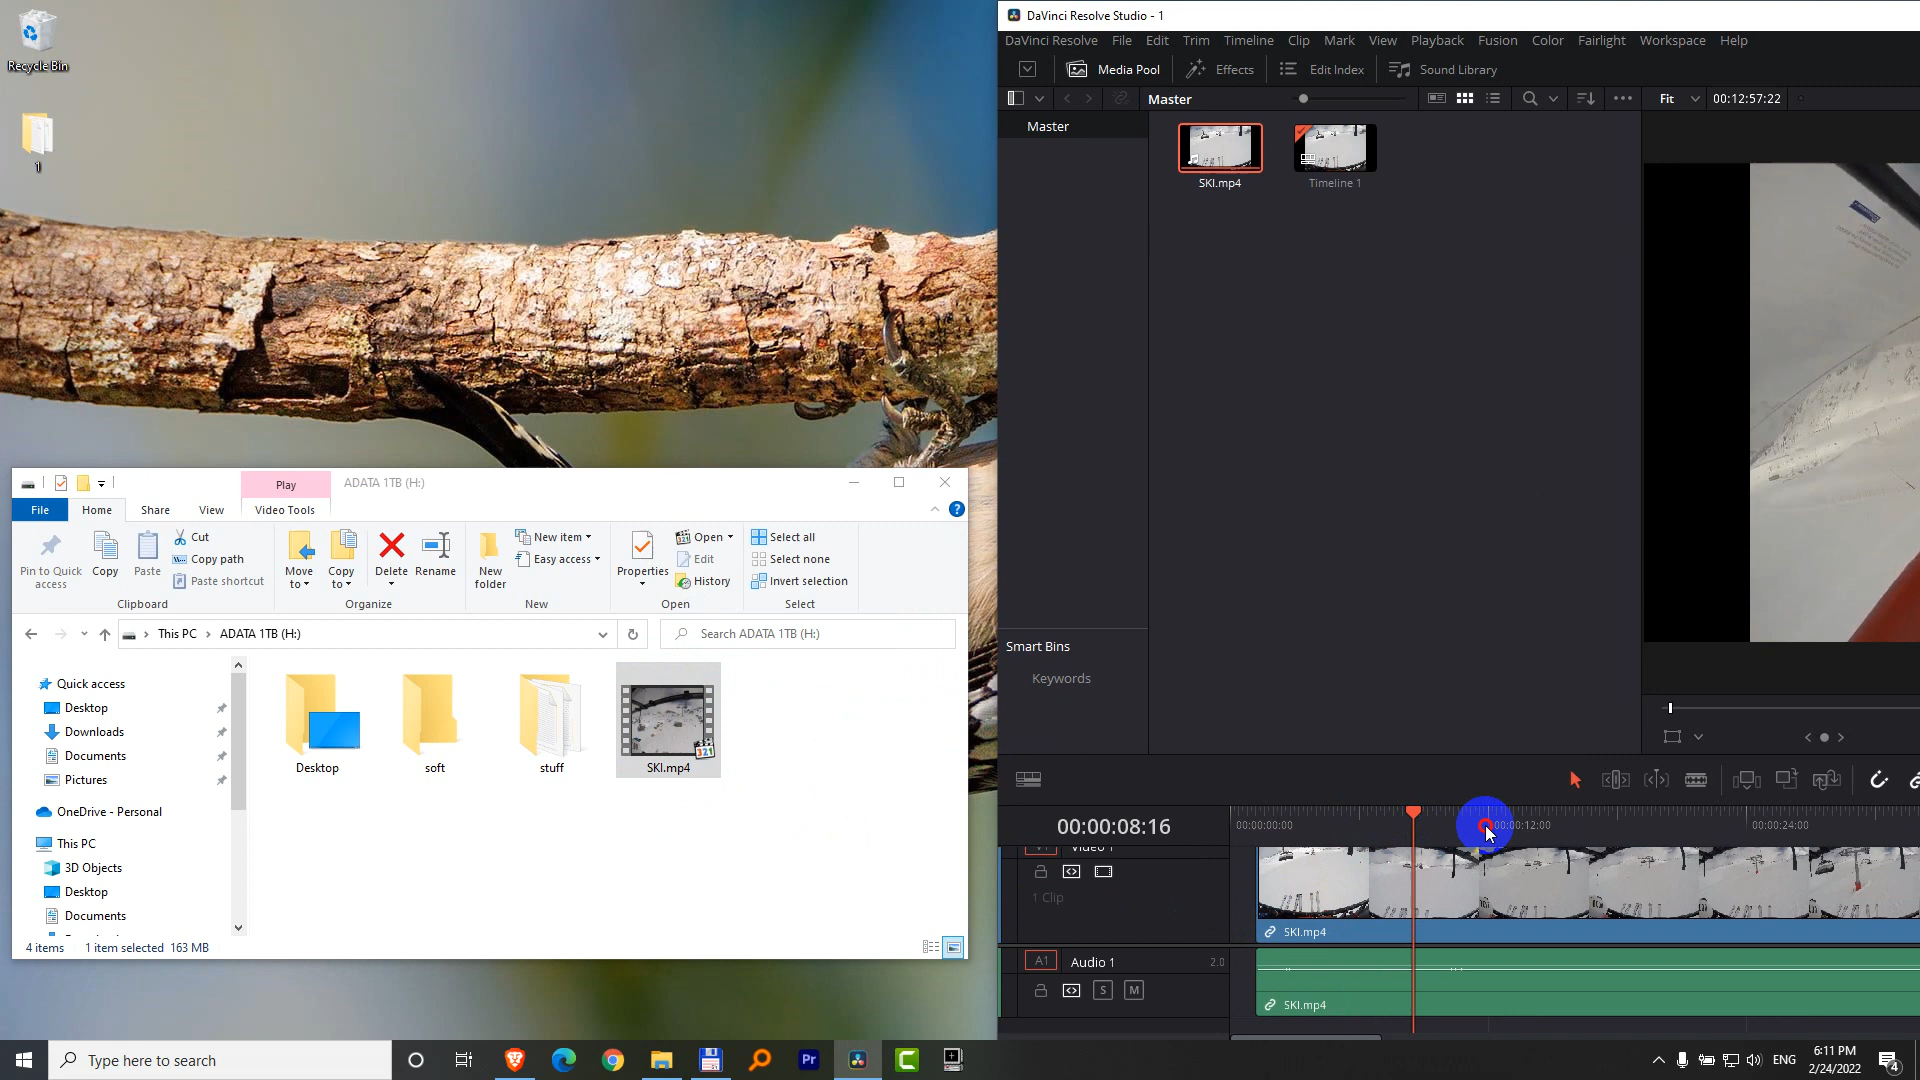 Recycle Bin
1
DaVinci Resolve Studio - 1
DaVinci Resolve File Edit Trim Timeline Clip Mark View Playback Fusion Color Fairlight Workspace Help
Media Pool Effects Edit Index Sound Library
Master Fit 00:12:57:22
Master
SKI.mp4 Timeline 1
Smart Bins
Keywords
00:00:08:16 00:00:00:00 00:00:12:00 00:00:24:00
Video 1
1 Clip
SKI.mp4
A1 Audio 1 2.0
S M
SKI.mp4
Play ADATA 1TB (H:)
File Home Share View Video Tools
Pin to Quick access
Copy
Paste
Cut
Copy path
Paste shortcut
Clipboard
Move to
Copy to
Delete
Rename
Organize
New folder
New item
Easy access
New
Properties
Open
Edit
History
Open
Select all
Select none
Invert selection
Select
This PC ADATA 1TB (H:) Search ADATA 1TB (H:)
Quick access
Desktop
Downloads
Documents
Pictures
OneDrive - Personal
This PC
3D Objects
Desktop
Documents
Desktop soft stuff SKI.mp4
321
4 items 1 item selected 163 MB
Type here to search
Pr
ENG
6:11 PM
2/24/2022
4